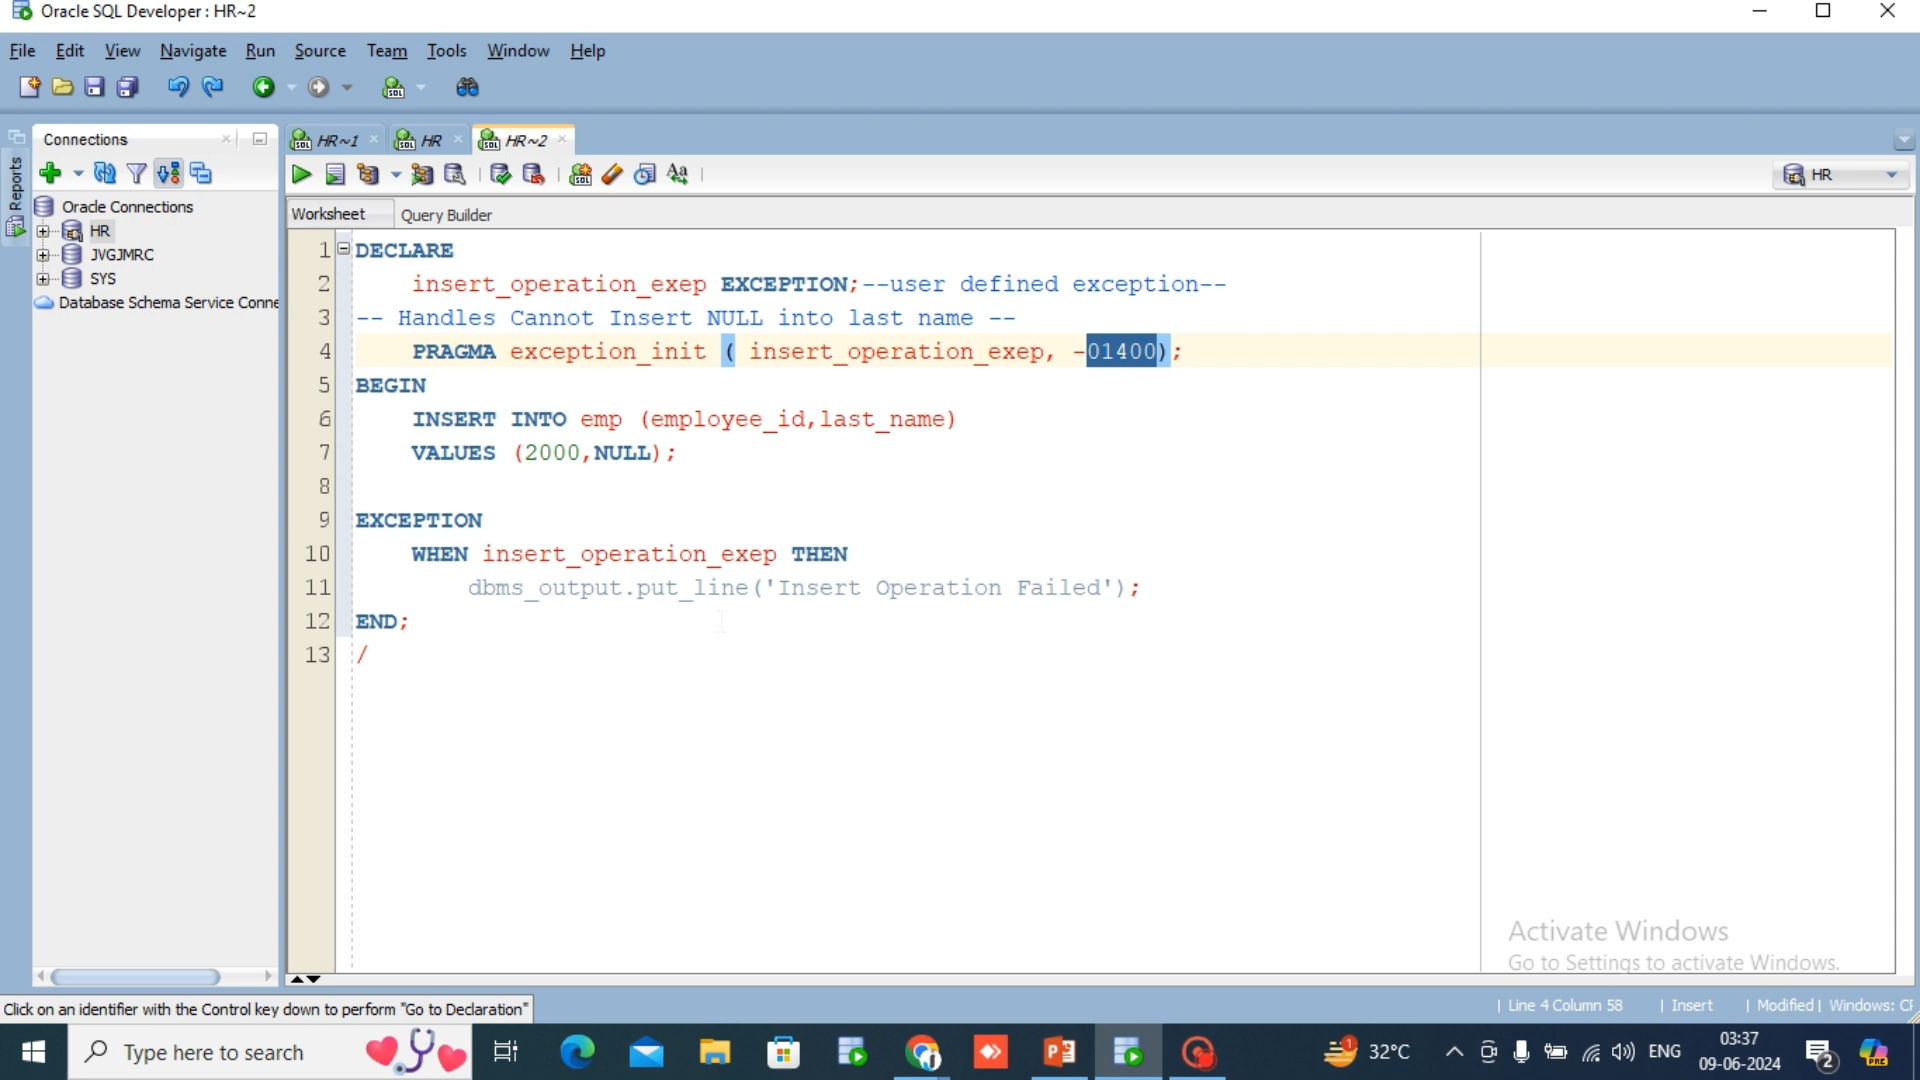 Oracle SQL Developer : HR~2
File Edit View Navigate Run Source Team Tools Window Help
Reports
Connections
Oracle Connections
HR
JVGJMRC
SYS
Database Schema Service Conne
HR~1 HR HR~2
HR
Worksheet Query Builder
1 DECLARE
2 insert_operation_exep EXCEPTION;--user defined exception--
3 -- Handles Cannot Insert NULL into last name --
4 PRAGMA exception_init ( insert_operation_exep, -01400);
5 BEGIN
6 INSERT INTO emp (employee_id,last_name)
7 VALUES (2000,NULL);
8
9 EXCEPTION
10 WHEN insert_operation_exep THEN
11 dbms_output.put_line('Insert Operation Failed');
12 END;
13 /
Activate Windows
Go to Settings to activate Windows.
Click on an identifier with the Control key down to perform "Go to Declaration"
| Line 4 Column 58 | Insert | Modified | Windows: CF
Type here to search
1 32°C ENG 03:37
09-06-2024
2
PRE